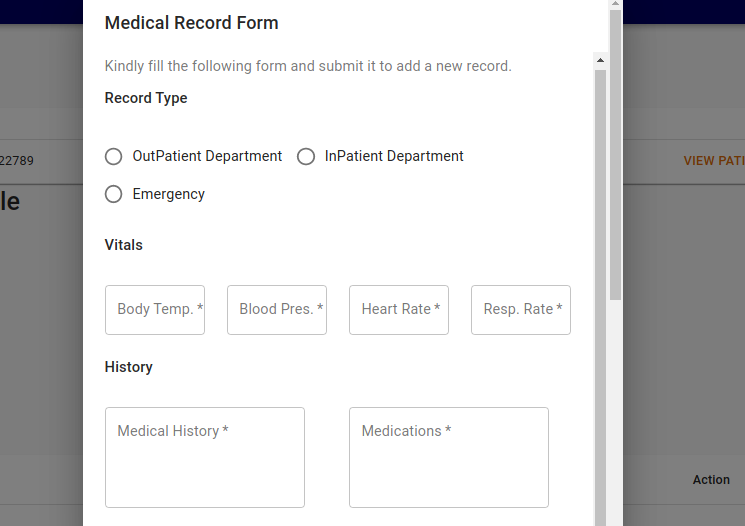 Medical Record Form
Kindly fill the following form and submit it to add a new record.
Record Type
OutPatient Department InPatient Department
22789 VIEW PATI
Emergency
le
Vitals
Body Temp. * Blood Pres. * Heart Rate * Resp. Rate *
History
Medical History * Medications *
Action